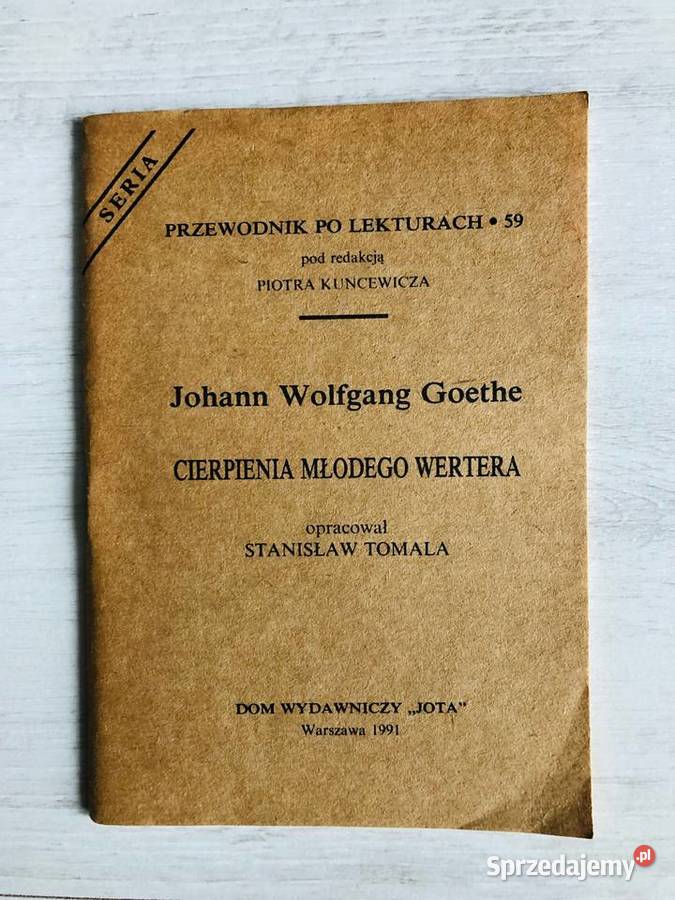 SERIA
PRZEWODNIK PO LEKTURACH • 59
pod redakcją
PIOTRA KUNCEWICZA
Johann Wolfgang Goethe
CIERPIENIA MŁODEGO WERTERA
opracował
STANISŁAW TOMALA
DOM WYDAWNICZY „JOTA”
Warszawa 1991
Sprzedajemy.pl